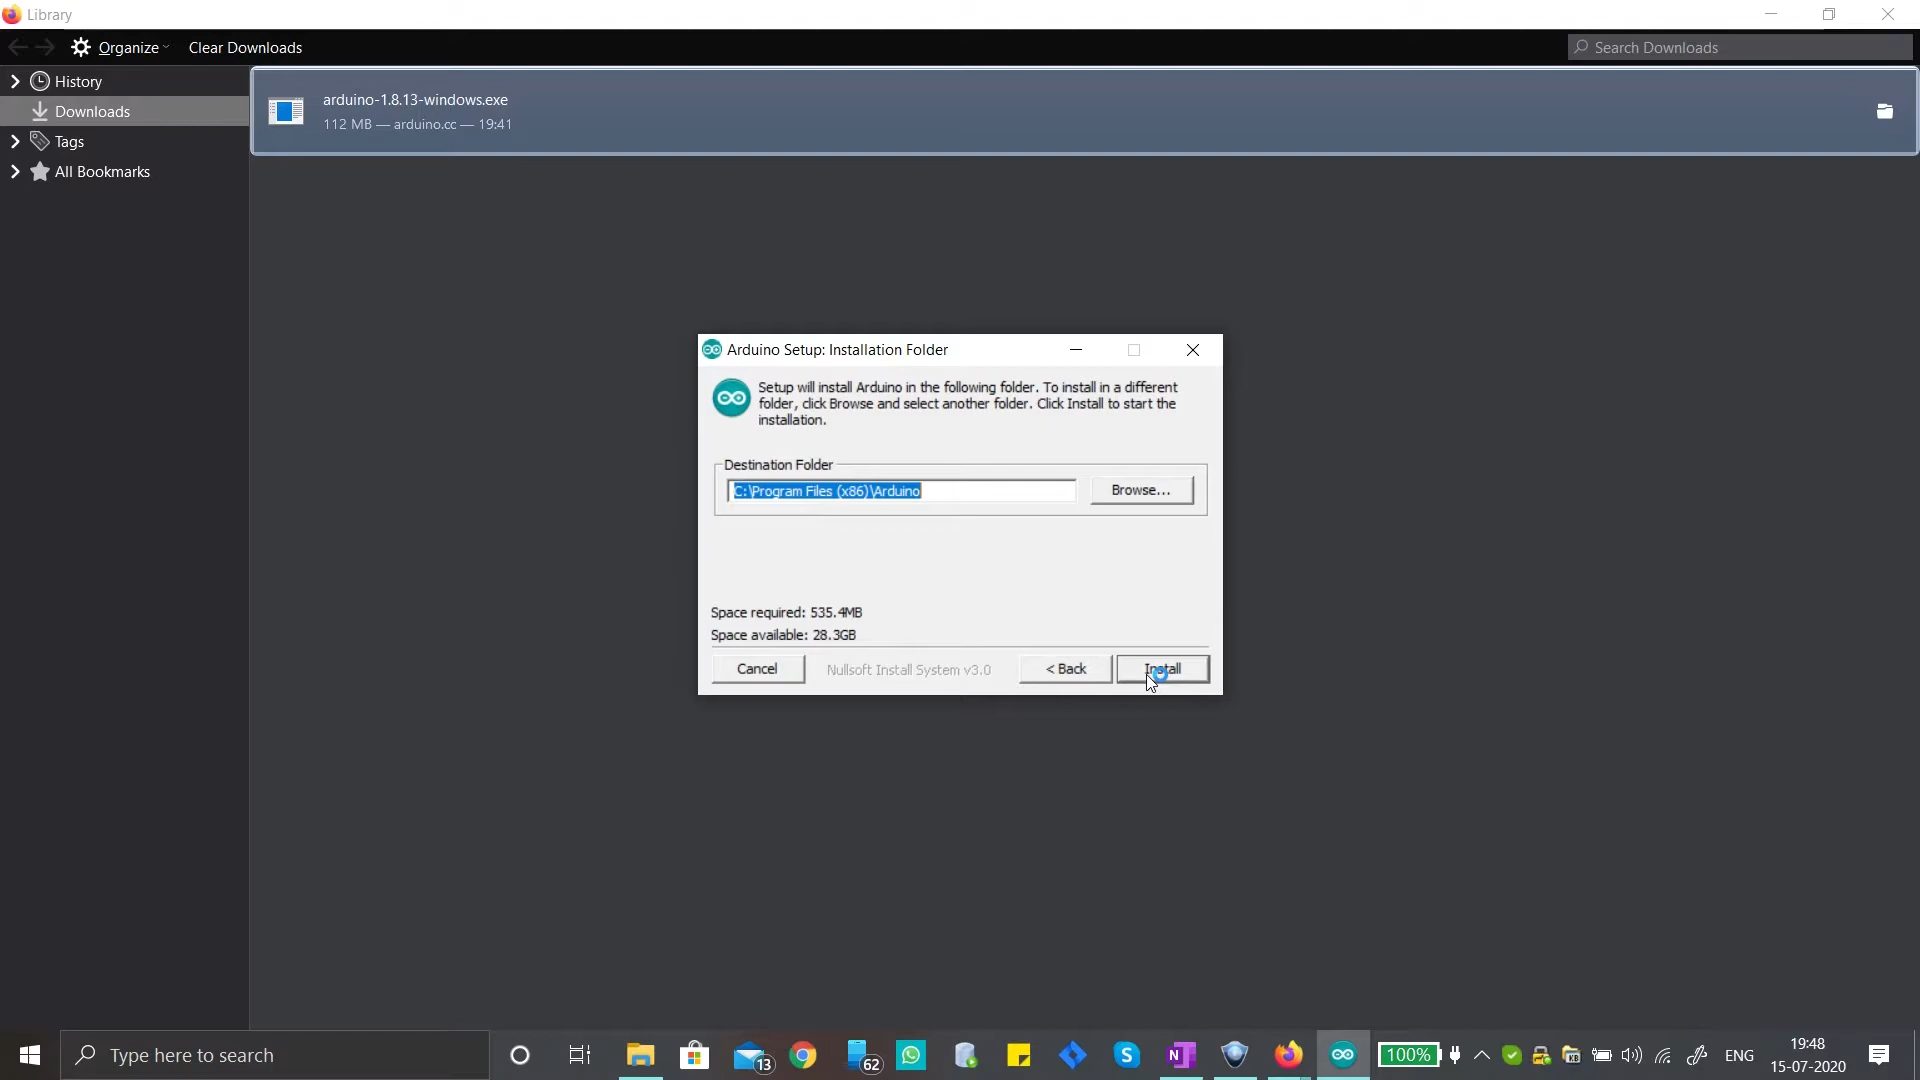 Library
Organize
Clear Downloads
Search Downloads
History
Downloads
Tags
All Bookmarks
arduino-1.8.13-windows.exe
112 MB — arduino.cc — 19:41
Arduino Setup: Installation Folder
Setup will install Arduino in the following folder. To install in a different
folder, click Browse and select another folder. Click Install to start the
installation.
Destination Folder
C:\Program Files (x86)\Arduino
Browse...
Space required: 535.4MB
Space available: 28.3GB
Cancel
Nullsoft Install System v3.0
< Back
Install
Type here to search
13
62
N
S
100%
KB
ENG
19:48
15-07-2020